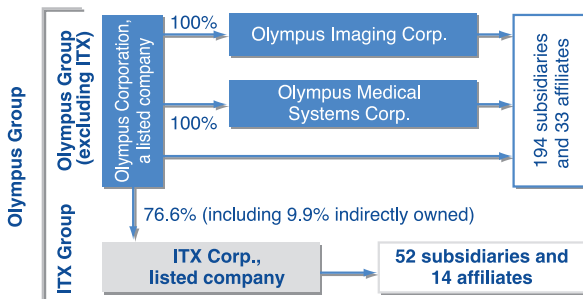 Olympus Group
Olympus Group
(excluding ITX)
Olympus Corporation,
a listed company
100%
Olympus Imaging Corp.
100%
Olympus Medical
Systems Corp.
194 subsidiaries
and 33 affiliates
76.6% (including 9.9% indirectly owned)
ITX Group
ITX Corp.,
listed company
52 subsidiaries and
14 affiliates